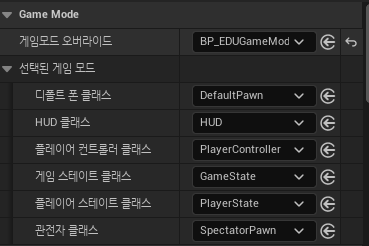 Game Mode
게임모드 오버라이드 BP_EDUGameMod
선택된 게임 모드
디폴트 폰 클래스 DefaultPawn
HUD 클래스 HUD
플레이어 컨트롤러 클래스 PlayerController
게임 스테이트 클래스 GameState
플레이어 스테이트 클래스 PlayerState
관전자 클래스 SpectatorPawn